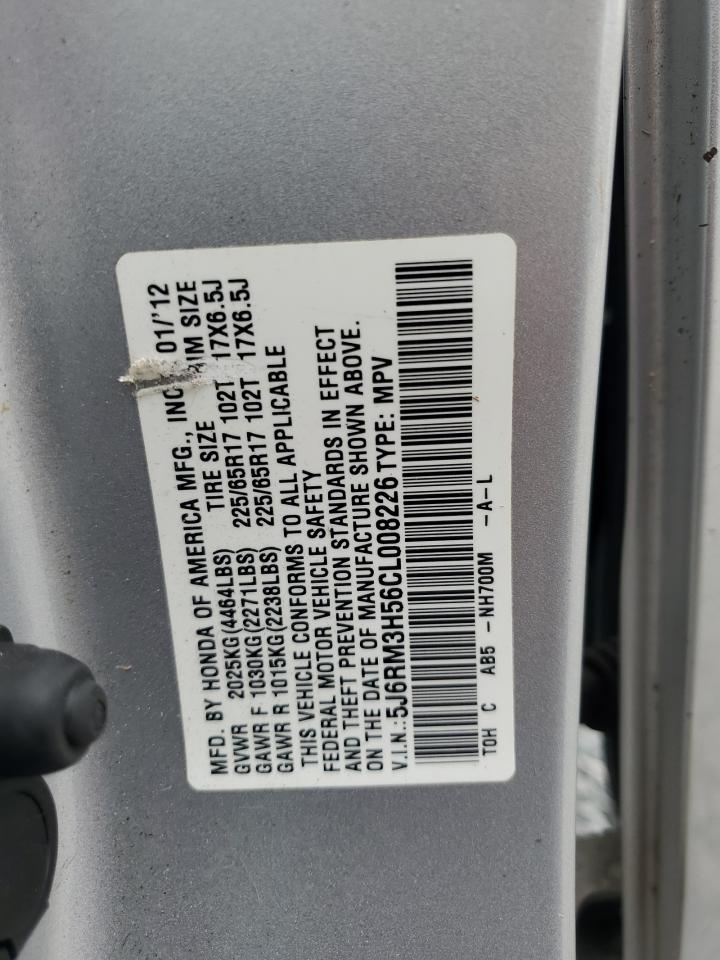 MFD. BY HONDA OF AMERICA MFG., INC. 01/'12
GVWR 2025KG(4464LBS) TIRE SIZE RIM SIZE
GAWR F 1030KG(2271LBS) 225/65R17 102T 17X6.5J
GAWR R 1015KG(2238LBS) 225/65R17 102T 17X6.5J
THIS VEHICLE CONFORMS TO ALL APPLICABLE
FEDERAL MOTOR VEHICLE SAFETY
AND THEFT PREVENTION STANDARDS IN EFFECT
ON THE DATE OF MANUFACTURE SHOWN ABOVE.
V.I.N.:5J6RM3H56CL008226 TYPE: MPV
TOH C AB5 -NH700M -A-L